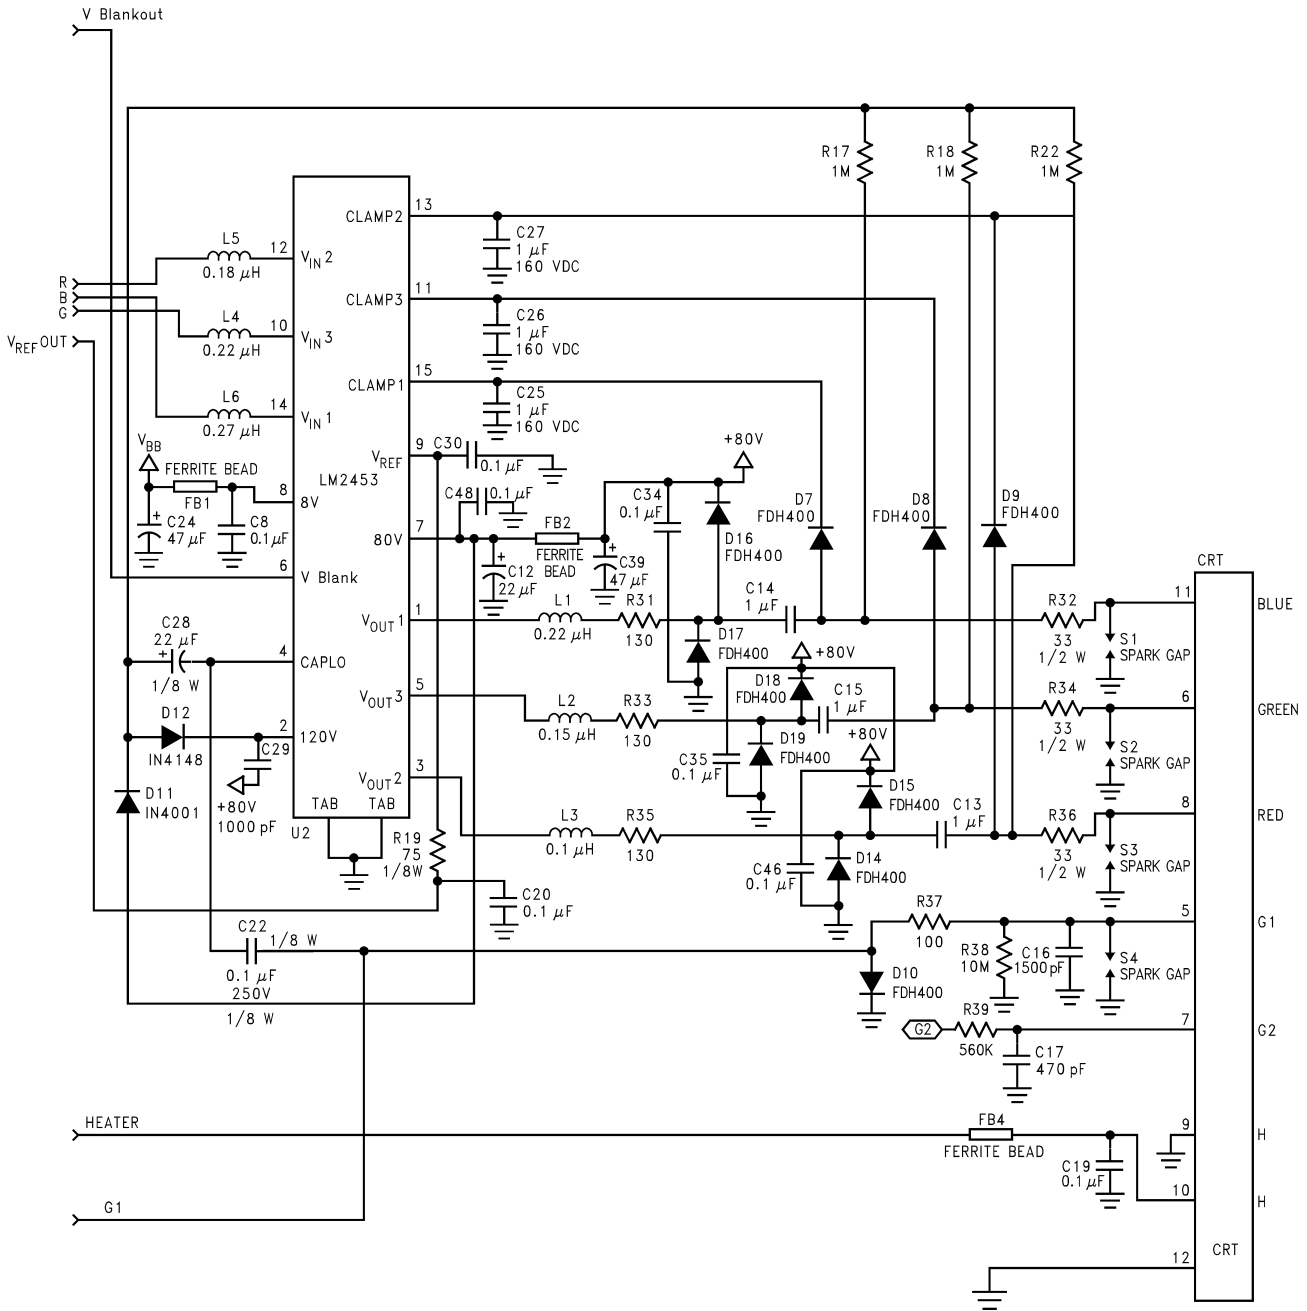 V Blankout
R17
1M
R18
1M
R22
1M
CLAMP2
13
C27
1 μF
160 VDC
L5
0.18 μH
12
VIN2
R
B
G
VREFOUT
CLAMP3
11
C26
1 μF
160 VDC
L4
0.22 μH
10
VIN3
CLAMP1
15
C25
1 μF
160 VDC
L6
0.27 μH
14
VIN1
VBB
FERRITE BEAD
FB1
8
8V
C24
47 μF
+
C8
0.1 μF
VREF
9
C30
0.1 μF
LM2453
C48
0.1 μF
80V
7
+
C12
22 μF
FB2
FERRITE
BEAD
+
C39
47 μF
C34
0.1 μF
+80V
D16
FDH400
D7
FDH400
D8
FDH400
D9
FDH400
6
V Blank
VOUT1
1
L1
0.22 μH
R31
130
D17
FDH400
C14
1 μF
R32
33
1/2 W
CRT
11
BLUE
S1
SPARK GAP
C28
22 μF
+
1/8 W
4
CAPLO
VOUT3
5
L2
0.15 μH
R33
130
+80V
D18
FDH400
C15
1 μF
C35
0.1 μF
D19
FDH400
R34
33
1/2 W
6
GREEN
S2
SPARK GAP
D12
IN4148
2
120V
C29
+80V
1000 pF
D11
IN4001
VOUT2
3
L3
0.1 μH
R35
130
+80V
D15
FDH400
C13
1 μF
C46
0.1 μF
D14
FDH400
R36
33
1/2 W
8
RED
S3
SPARK GAP
TAB TAB
U2
R19
75
1/8W
C20
0.1 μF
C22
1/8 W
0.1 μF
250V
1/8 W
R37
100
D10
FDH400
R38
10M
C16
1500 pF
5
G1
S4
SPARK GAP
G2
R39
560K
C17
470 pF
7
G2
HEATER
FB4
FERRITE BEAD
C19
0.1 μF
9
H
10
H
G1
12
CRT